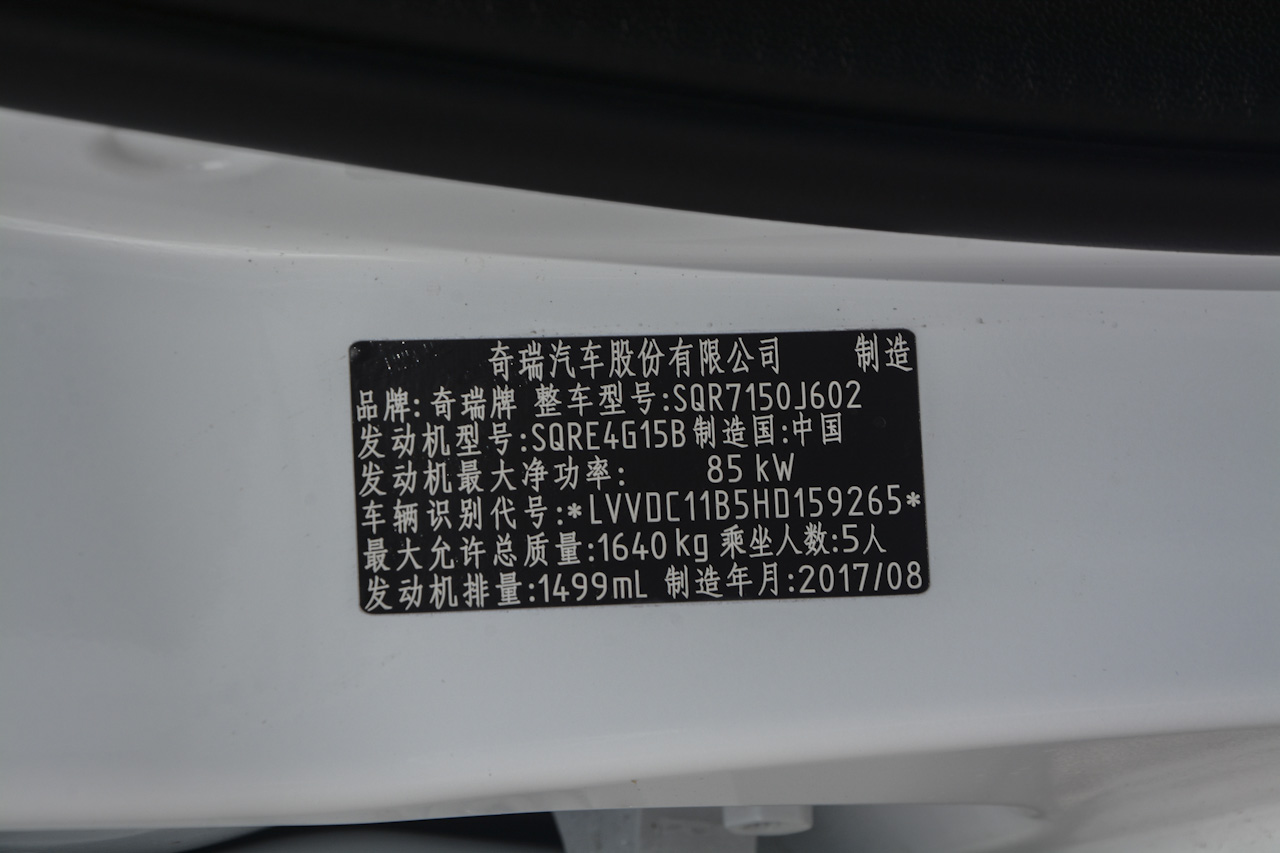 奇瑞汽车股份有限公司 制造
品牌: 奇瑞牌 整车型号:SQR7150J602
发动机型号:SQRE4G15B 制造国:中国
发动机最大净功率: 85 kW
车辆识别代号:*LVVDC11B5HD159265*
最大允许总质量:1640kg 乘坐人数:5人
发动机排量:1499mL 制造年月:2017/08